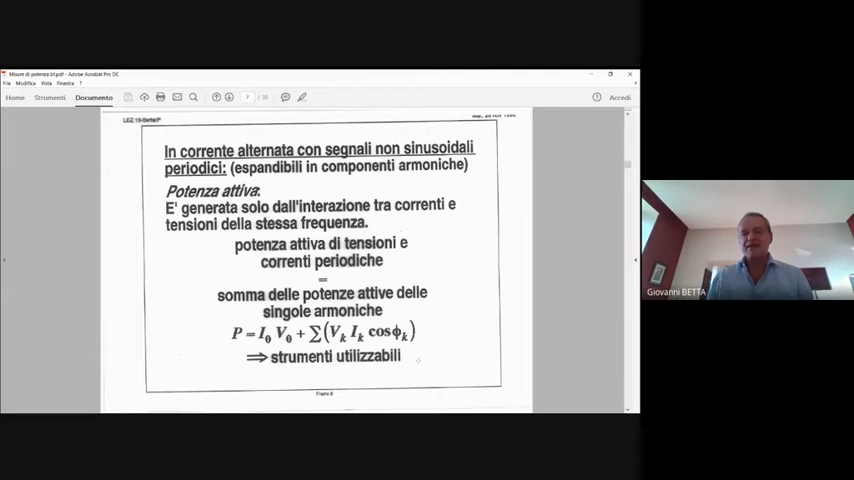 Misure di potenza bf.pdf - Adobe Acrobat Pro DC
File Modifica Vista Finestra ?
Home Strumenti Documento 7 / 39 Accedi
LEZ.15-Betta/P
In corrente alternata con segnali non sinusoidali
periodici: (espandibili in componenti armoniche)
Potenza attiva:
E' generata solo dall'interazione tra correnti e
tensioni della stessa frequenza.
potenza attiva di tensioni e
correnti periodiche
=
somma delle potenze attive delle
singole armoniche
P = I₀ V₀ + ∑(Vₖ Iₖ cosϕₖ)
⇒ strumenti utilizzabili
Giovanni BETTA